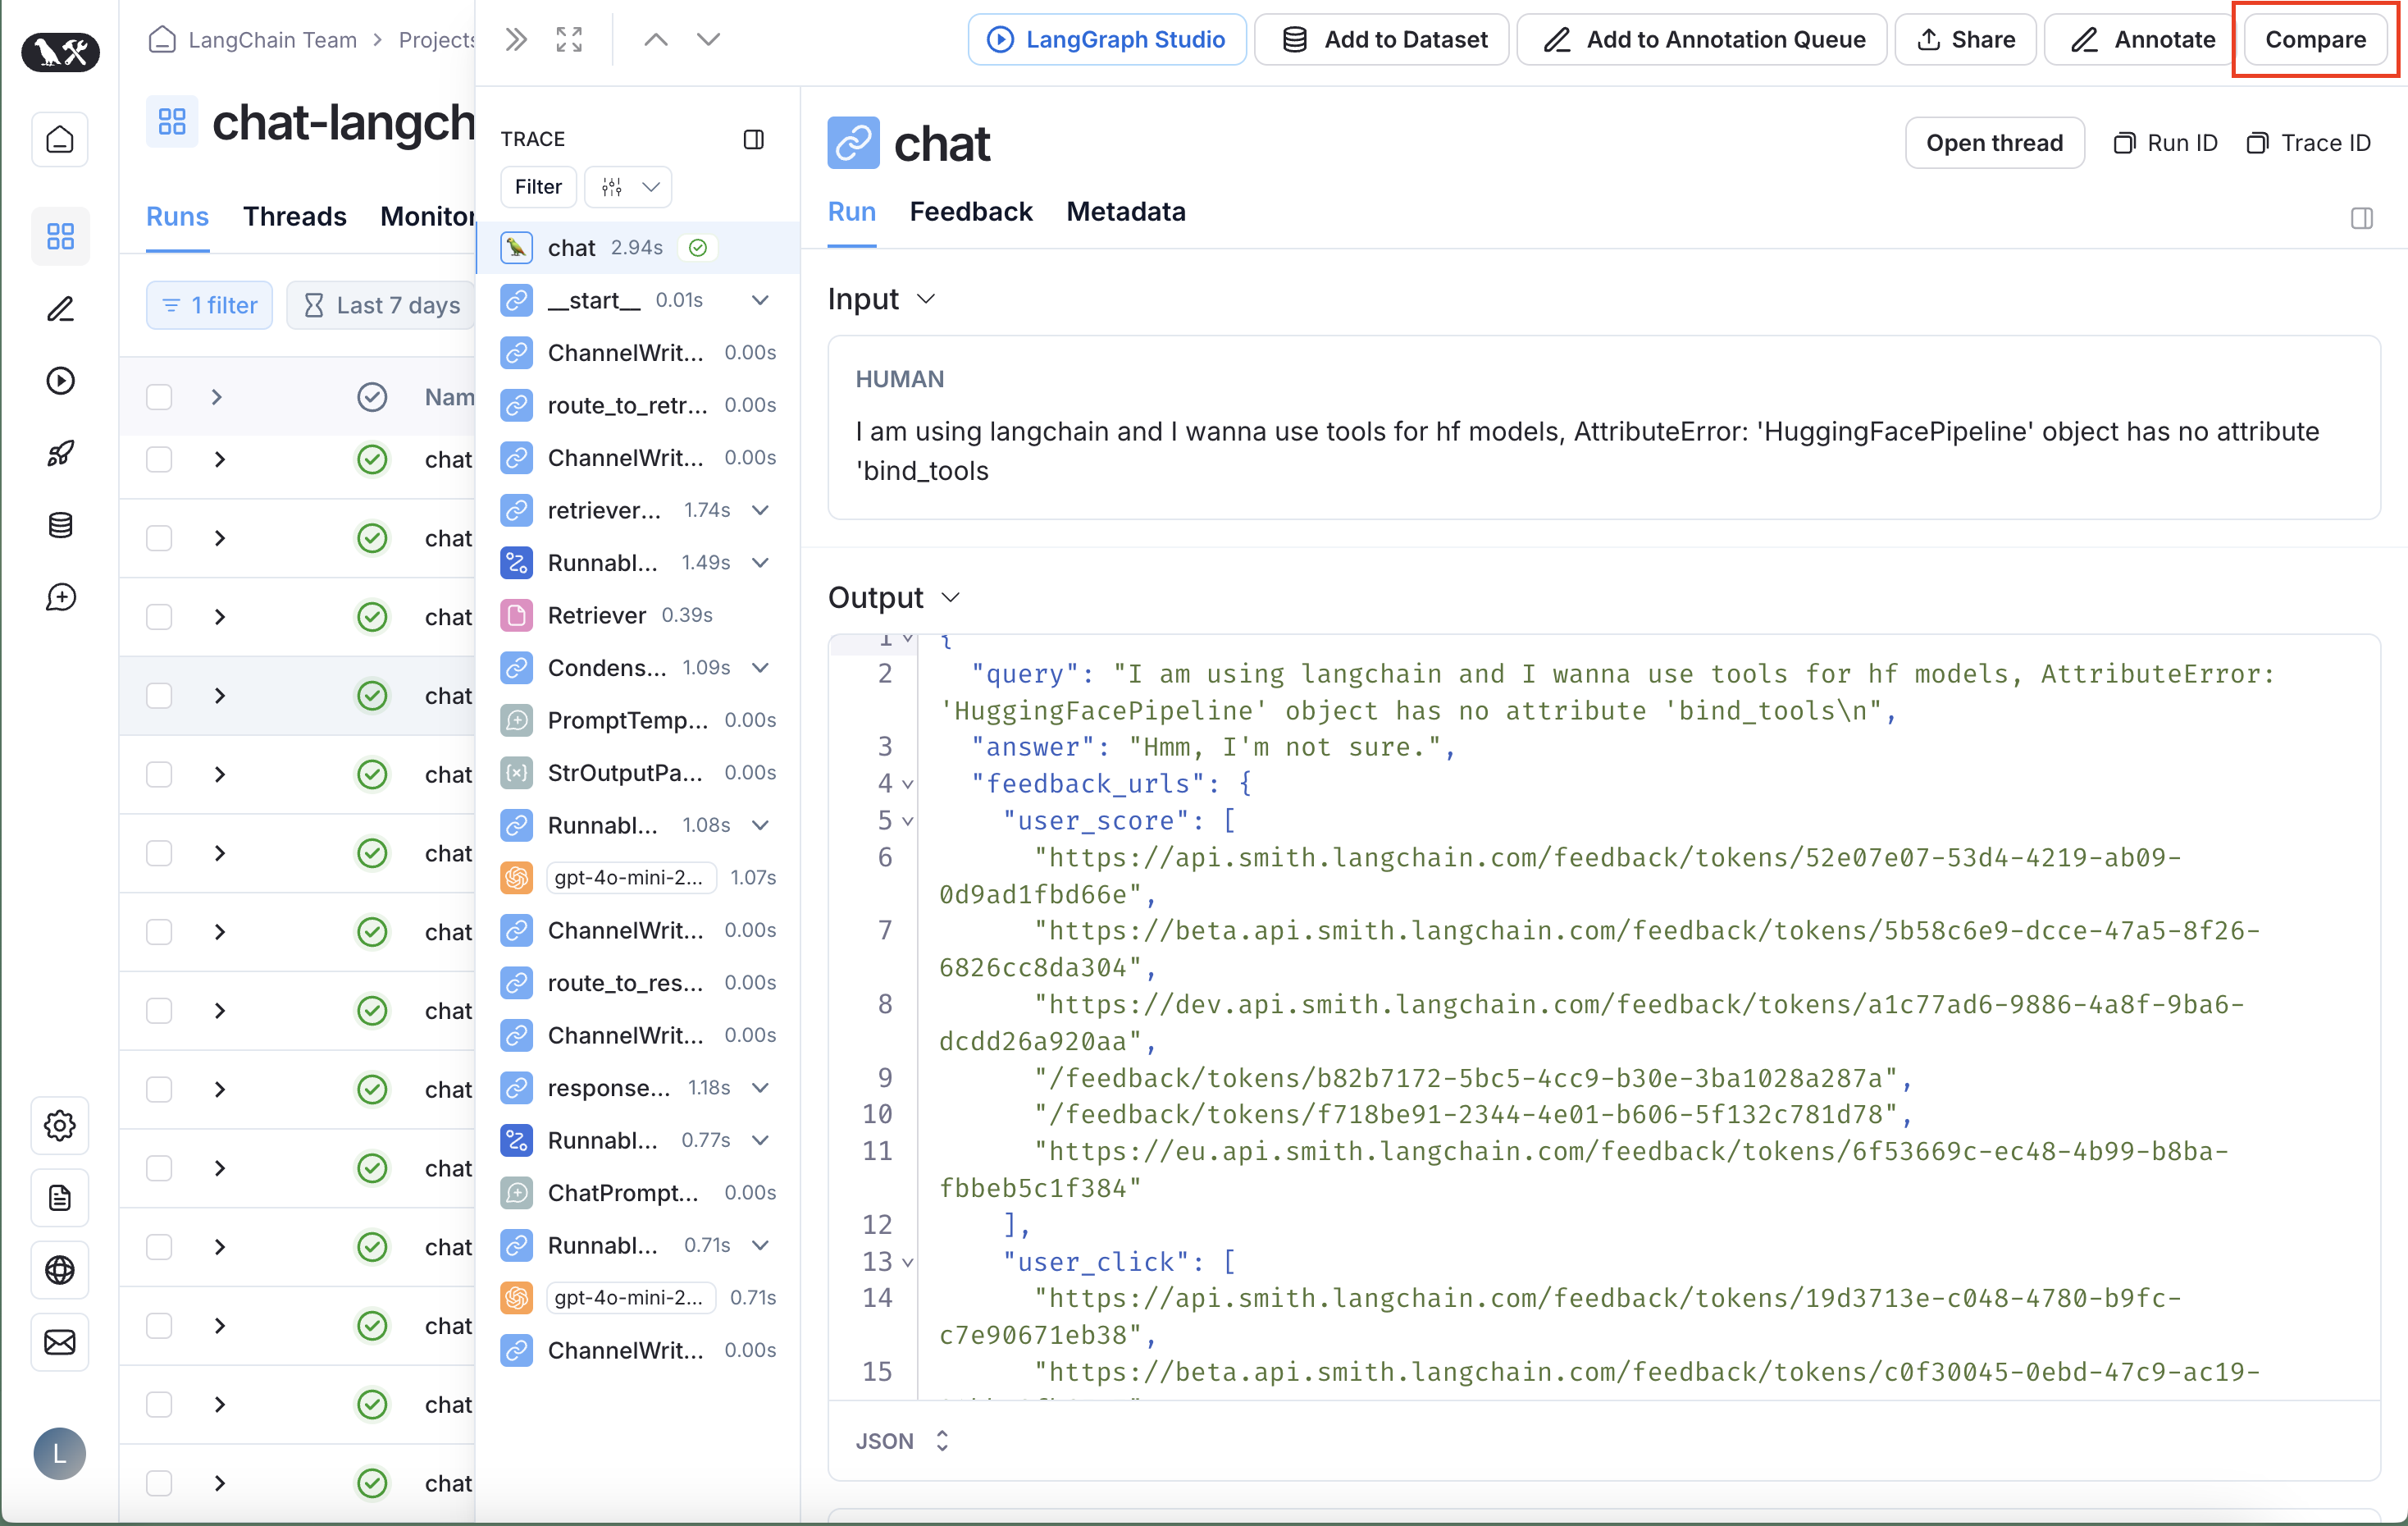 LangChain Team
Projects
LangGraph Studio
Add to Dataset
Add to Annotation Queue
Share
Annotate
Compare
chat-langch
Runs
Threads
Monitor
1 filter
Last 7 days
Nam
chat
chat
chat
chat
chat
chat
chat
chat
chat
chat
chat
chat
chat
chat
L
TRACE
Filter
chat 2.94s
__start__ 0.01s
ChannelWrit... 0.00s
route_to_retr... 0.00s
ChannelWrit... 0.00s
retriever... 1.74s
Runnabl... 1.49s
Retriever 0.39s
Condens... 1.09s
PromptTemp... 0.00s
StrOutputPa... 0.00s
Runnabl... 1.08s
gpt-4o-mini-2... 1.07s
ChannelWrit... 0.00s
route_to_res... 0.00s
ChannelWrit... 0.00s
response... 1.18s
Runnabl... 0.77s
ChatPrompt... 0.00s
Runnabl... 0.71s
gpt-4o-mini-2... 0.71s
ChannelWrit... 0.00s
chat
Open thread
Run ID
Trace ID
Run
Feedback
Metadata
Input
HUMAN
I am using langchain and I wanna use tools for hf models, AttributeError: 'HuggingFacePipeline' object has no attribute
'bind_tools
Output
1 {
2 "query": "I am using langchain and I wanna use tools for hf models, AttributeError:
'HuggingFacePipeline' object has no attribute 'bind_tools\n",
3 "answer": "Hmm, I'm not sure.",
4 "feedback_urls": {
5 "user_score": [
6 "https://api.smith.langchain.com/feedback/tokens/52e07e07-53d4-4219-ab09-
0d9ad1fbd66e",
7 "https://beta.api.smith.langchain.com/feedback/tokens/5b58c6e9-dcce-47a5-8f26-
6826cc8da304",
8 "https://dev.api.smith.langchain.com/feedback/tokens/a1c77ad6-9886-4a8f-9ba6-
dcdd26a920aa",
9 "/feedback/tokens/b82b7172-5bc5-4cc9-b30e-3ba1028a287a",
10 "/feedback/tokens/f718be91-2344-4e01-b606-5f132c781d78",
11 "https://eu.api.smith.langchain.com/feedback/tokens/6f53669c-ec48-4b99-b8ba-
fbbeb5c1f384"
12 ],
13 "user_click": [
14 "https://api.smith.langchain.com/feedback/tokens/19d3713e-c048-4780-b9fc-
c7e90671eb38",
15 "https://beta.api.smith.langchain.com/feedback/tokens/c0f30045-0ebd-47c9-ac19-
JSON